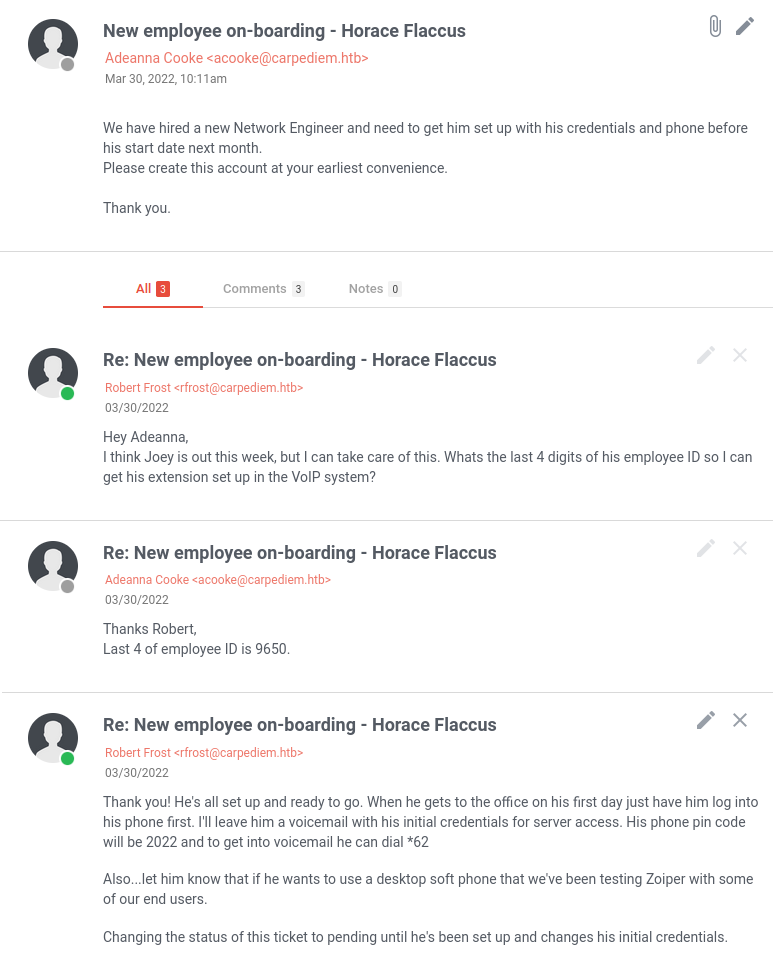 New employee on-boarding - Horace Flaccus
Adeanna Cooke <acooke@carpediem.htb>
Mar 30, 2022, 10:11am
We have hired a new Network Engineer and need to get him set up with his credentials and phone before
his start date next month.
Please create this account at your earliest convenience.
Thank you.
All 3 Comments 3 Notes 0
Re: New employee on-boarding - Horace Flaccus
Robert Frost <rfrost@carpediem.htb>
03/30/2022
Hey Adeanna,
I think Joey is out this week, but I can take care of this. Whats the last 4 digits of his employee ID so I can
get his extension set up in the VoIP system?
Re: New employee on-boarding - Horace Flaccus
Adeanna Cooke <acooke@carpediem.htb>
03/30/2022
Thanks Robert,
Last 4 of employee ID is 9650.
Re: New employee on-boarding - Horace Flaccus
Robert Frost <rfrost@carpediem.htb>
03/30/2022
Thank you! He's all set up and ready to go. When he gets to the office on his first day just have him log into
his phone first. I'll leave him a voicemail with his initial credentials for server access. His phone pin code
will be 2022 and to get into voicemail he can dial *62
Also...let him know that if he wants to use a desktop soft phone that we've been testing Zoiper with some
of our end users.
Changing the status of this ticket to pending until he's been set up and changes his initial credentials.